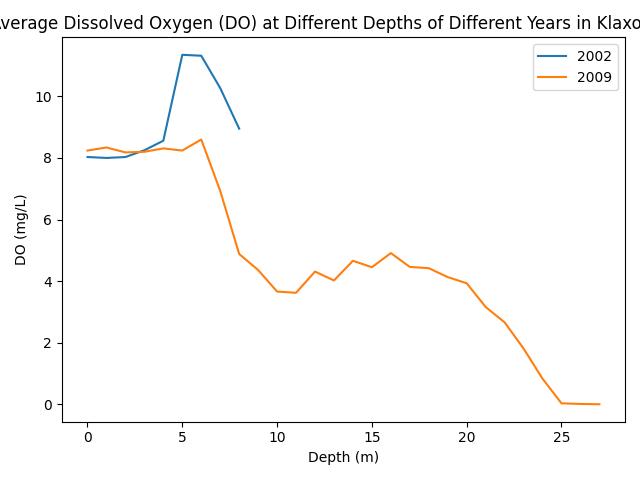 Average Dissolved Oxygen (DO) at Different Depths of Different Years in
2002
2009
DO (mg/L)
10
8
6
4
2
0
0 5 10 15 20 25
Depth (m)